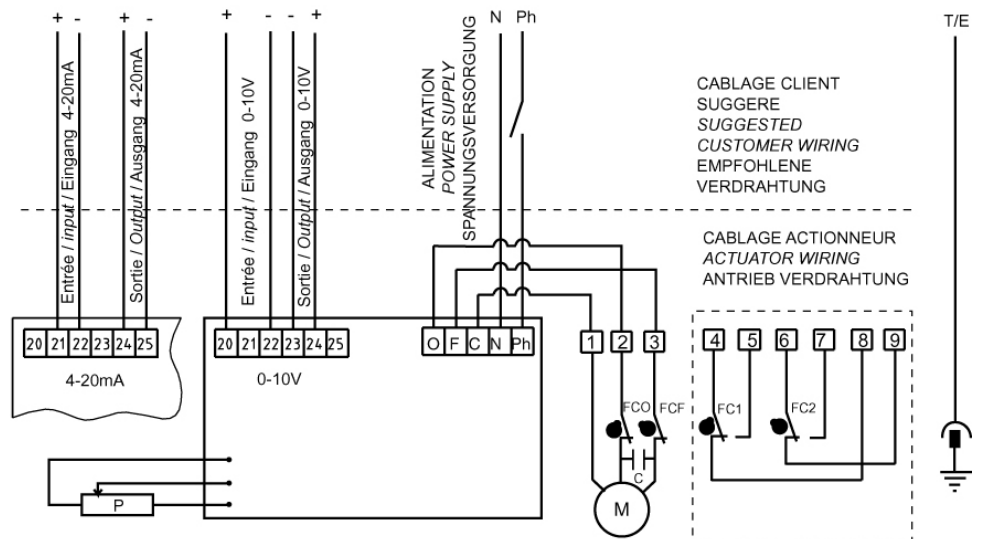 + - + - + - - + N Ph T/E
Entrée / input / Eingang 4-20mA
Sortie / Output / Ausgang 4-20mA
Entrée / input / Eingang 0-10V
Sortie / Output / Ausgang 0-10V
ALIMENTATION
POWER SUPPLY
SPANNUNGSVERSORGUNG
CABLAGE CLIENT
SUGGERE
SUGGESTED
CUSTOMER WIRING
EMPFOHLENE
VERDRAHTUNG
CABLAGE ACTIONNEUR
ACTUATOR WIRING
ANTRIEB VERDRAHTUNG
20 21 22 23 24 25
4-20mA
20 21 22 23 24 25
0-10V
O F C N Ph
1 2 3
4 5 6 7 8 9
FCO FCF
FC1 FC2
C
P
M